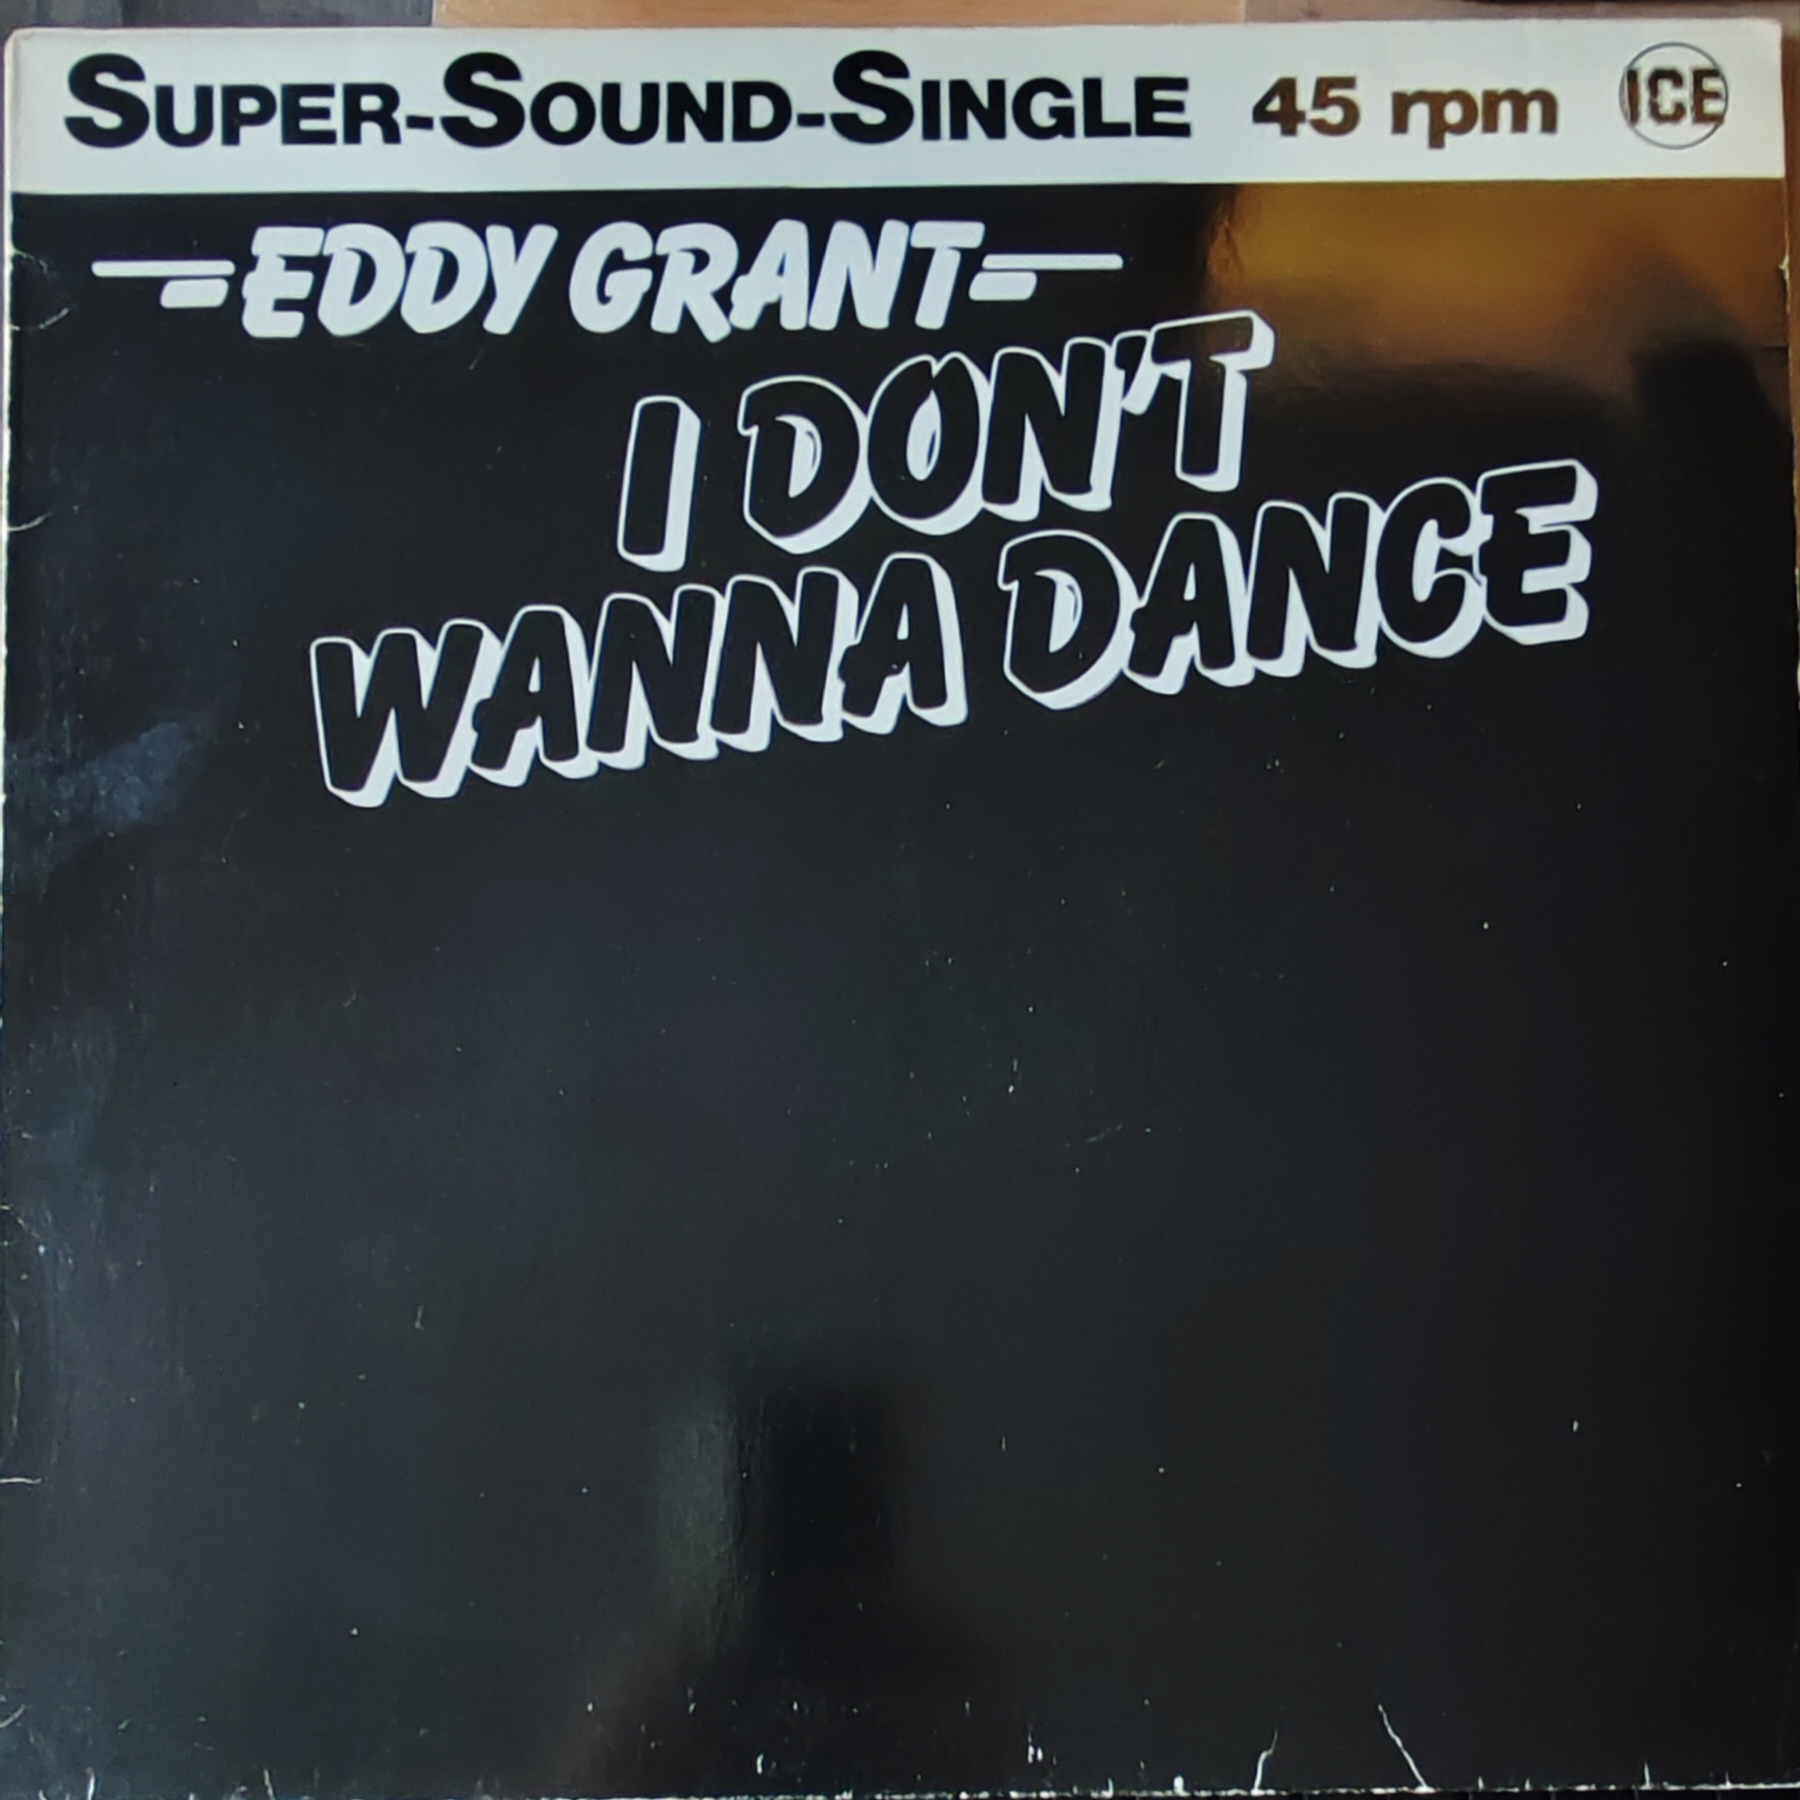 SUPER-SOUND-SINGLE 45 rpm ICE
EDDY GRANT
I DON'T
WANNA DANCE